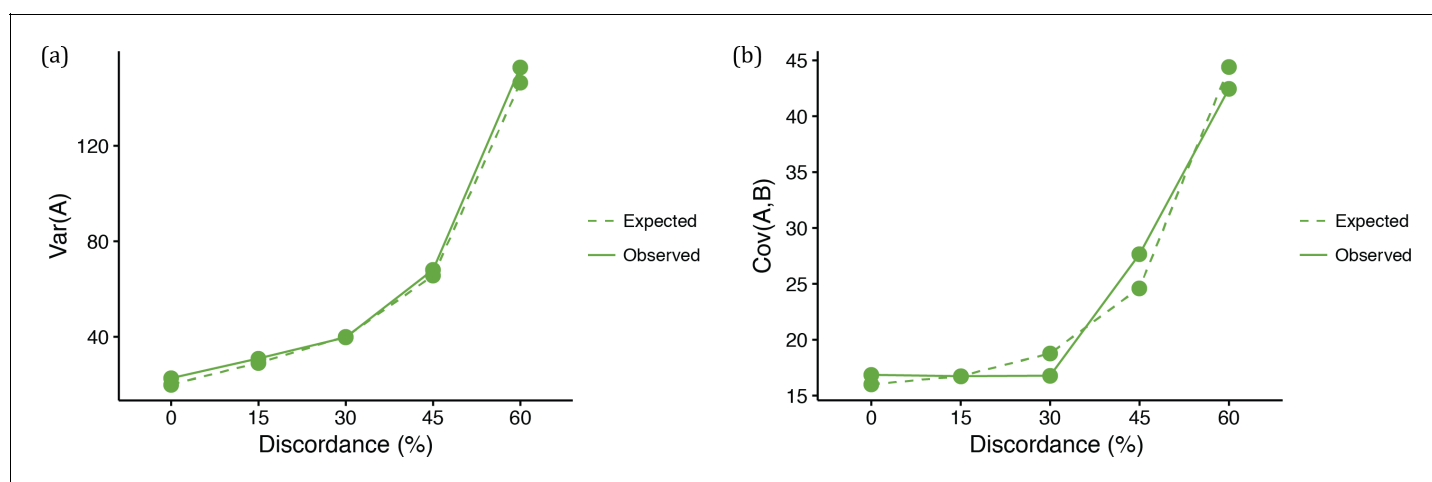 (a)
Var(A)
120
80
40
0 15 30 45 60
Discordance (%)
Expected
Observed
(b)
Cov(A,B)
45
40
35
30
25
20
15
0 15 30 45 60
Discordance (%)
Expected
Observed